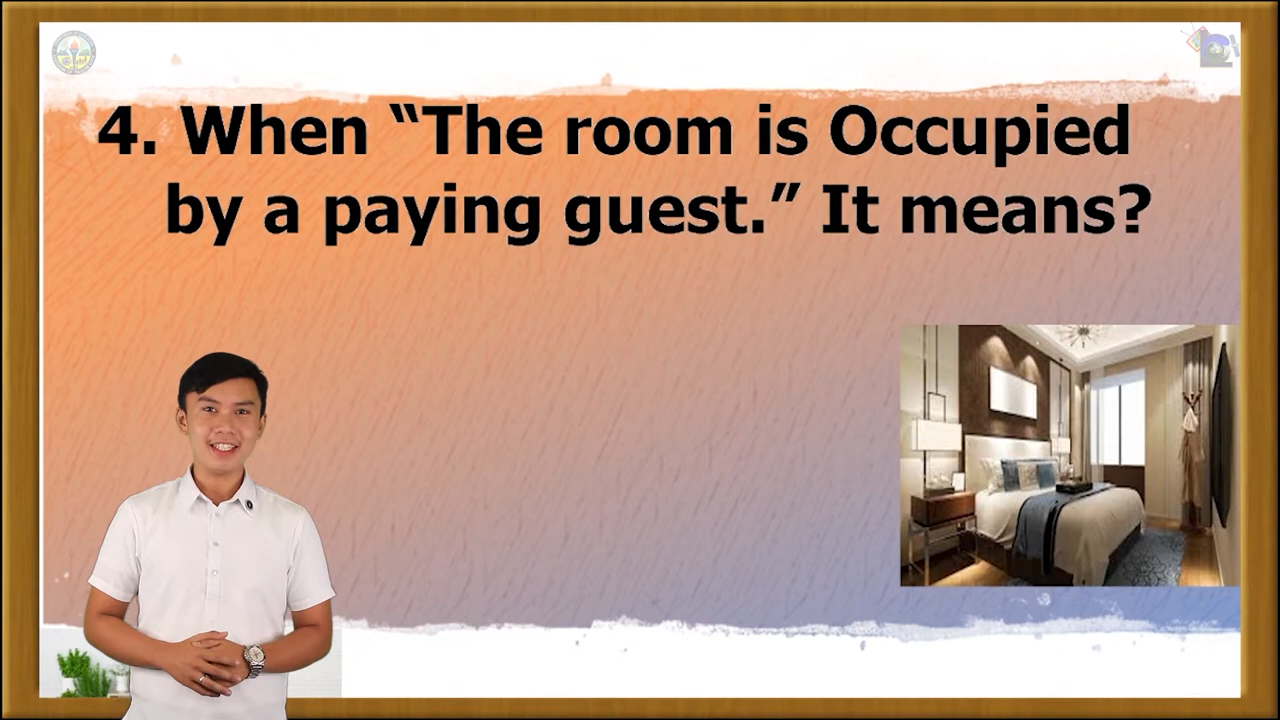 4. When “The room is Occupied
by a paying guest.” It means?